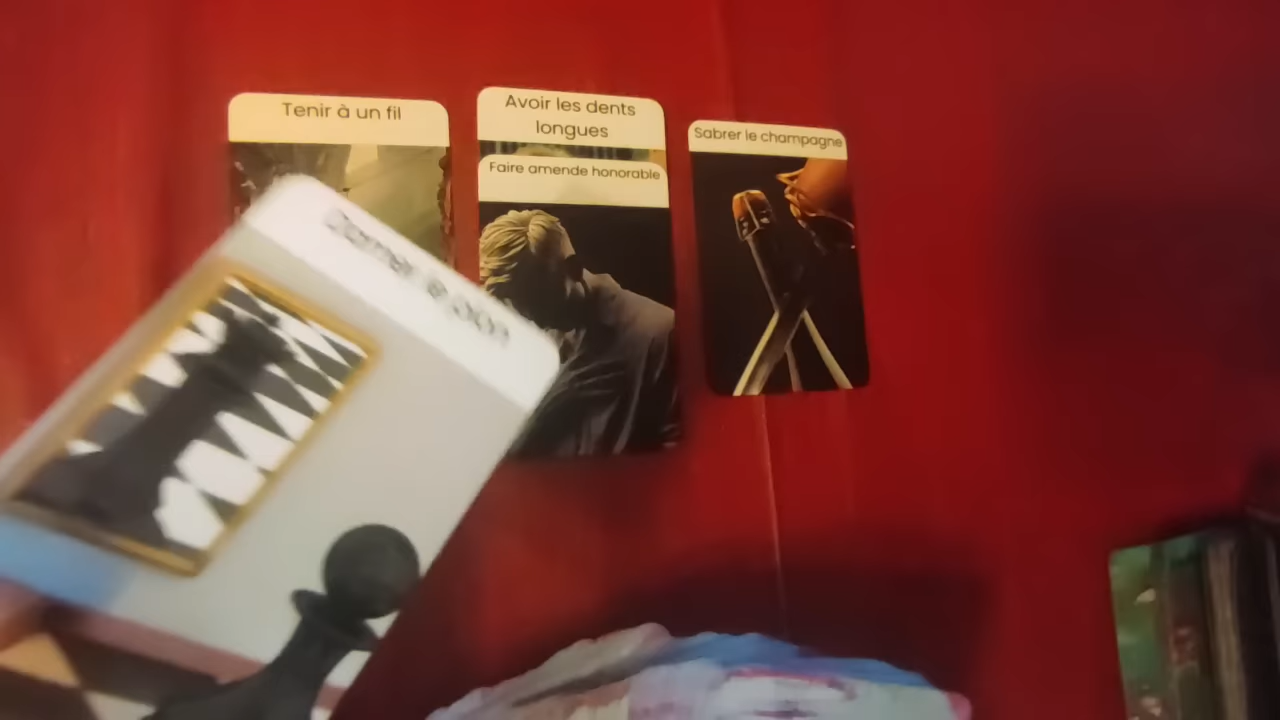 Tenir à un fil
Avoir les dents
longues
Sabrer le champagne
Faire amende honorable